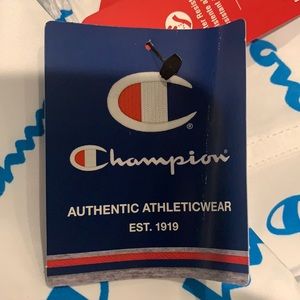 C
®
Champion®
AUTHENTIC ATHLETICWEAR
EST. 1919